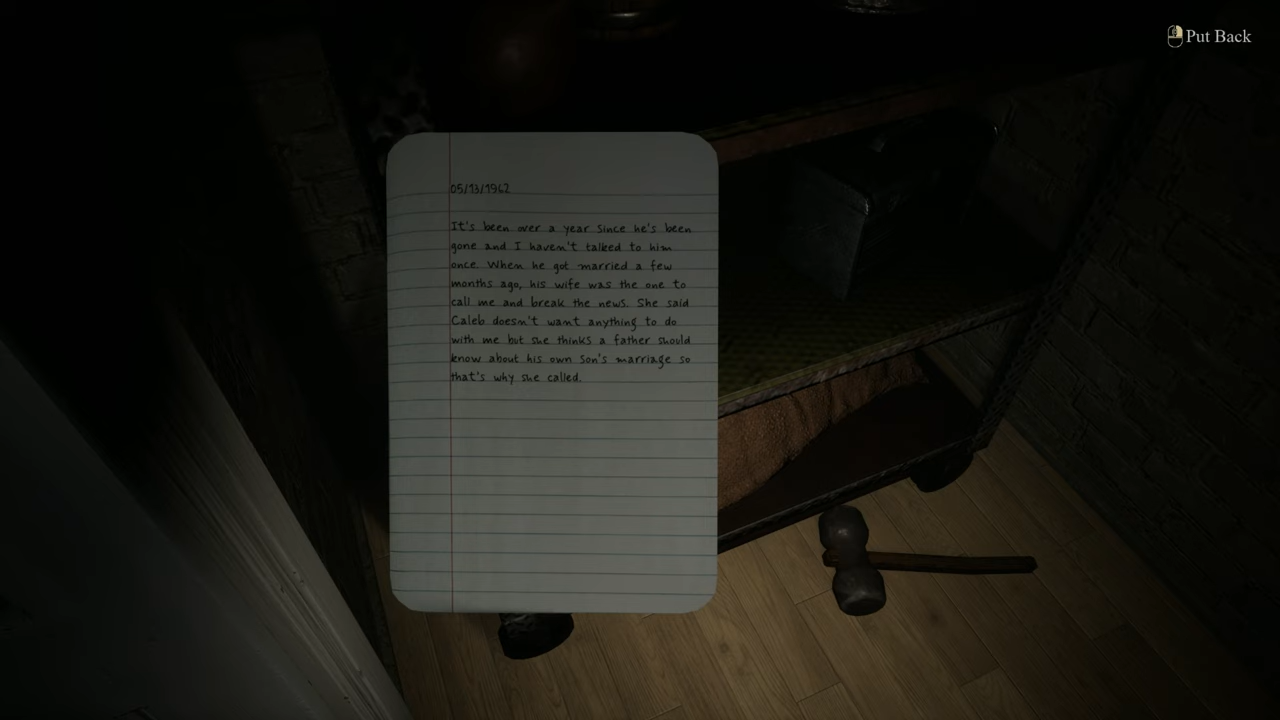 Put Back
05/13/1962
It's been over a year since he's been
gone and I haven't talked to him
once. When he got married a few
months ago, his wife was the one to
call me and break the news. She said
Caleb doesn't want anything to do
with me but she thinks a father should
know about his own son's marriage so
that's why she called.